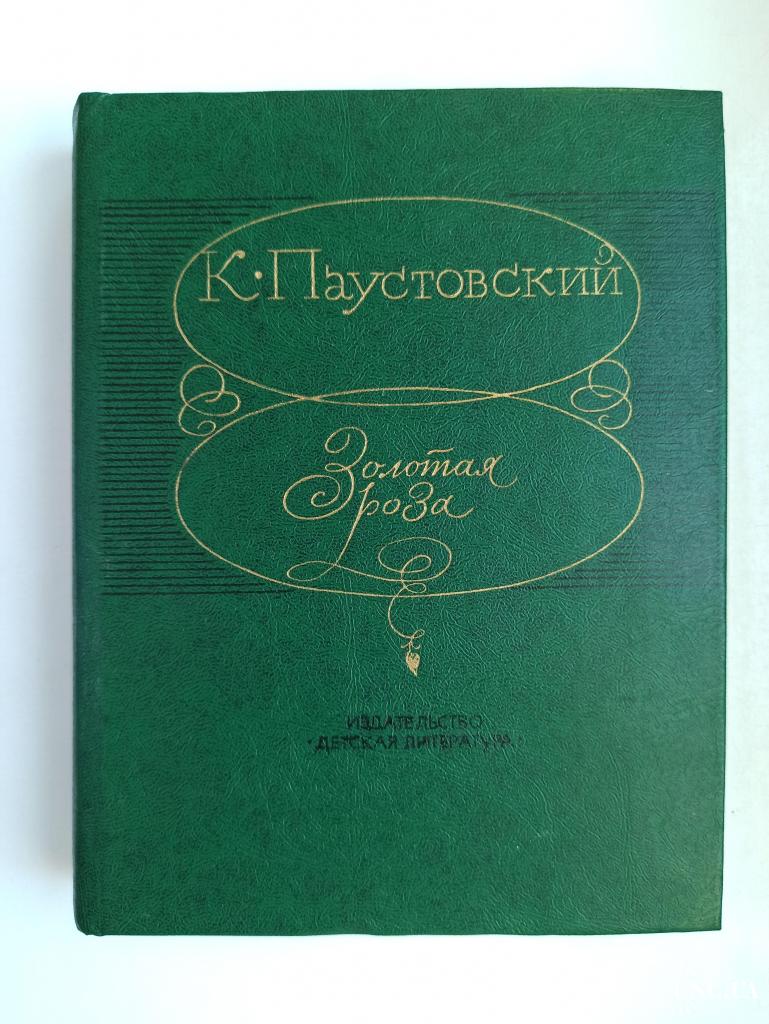 К·Паустовский
Золотая
роза
ИЗДАТЕЛЬСТВО
·ДЕТСКАЯ ЛИТЕРАТУРА·